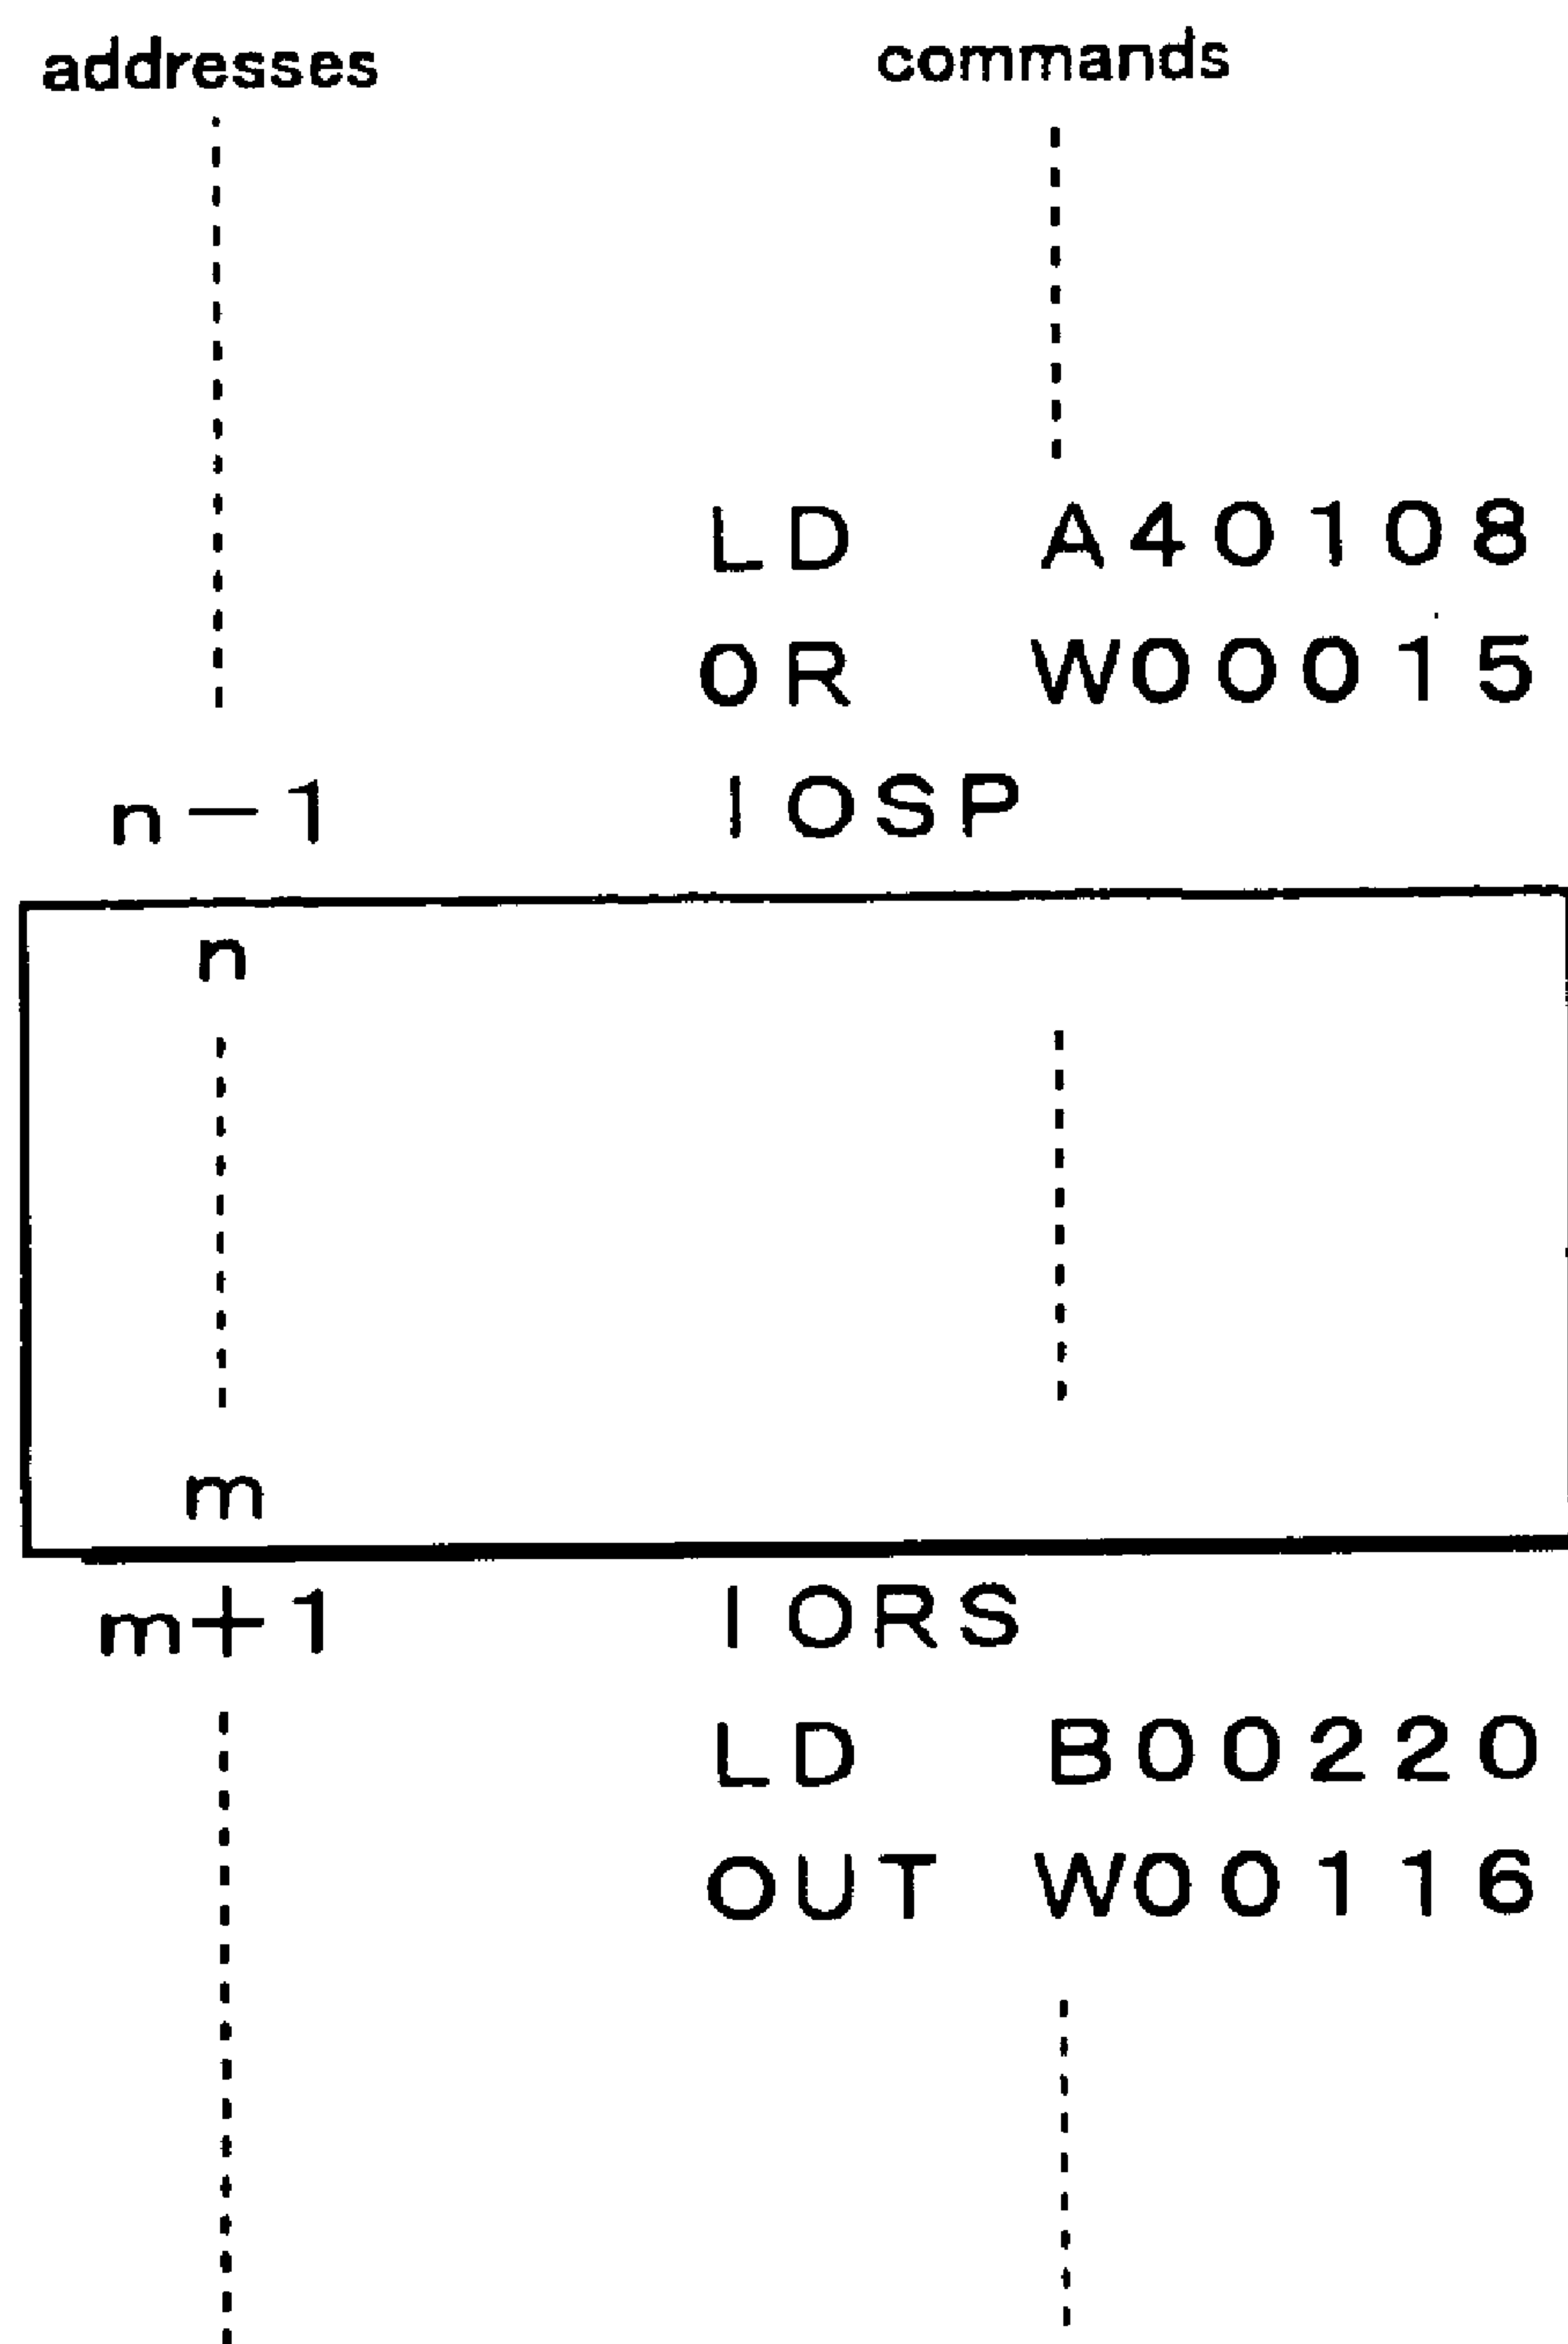 addresses commands
LD A40108
OR W00015
n-1 IOSP
n
m
m+1 IORS
LD B00220
OUT W00116